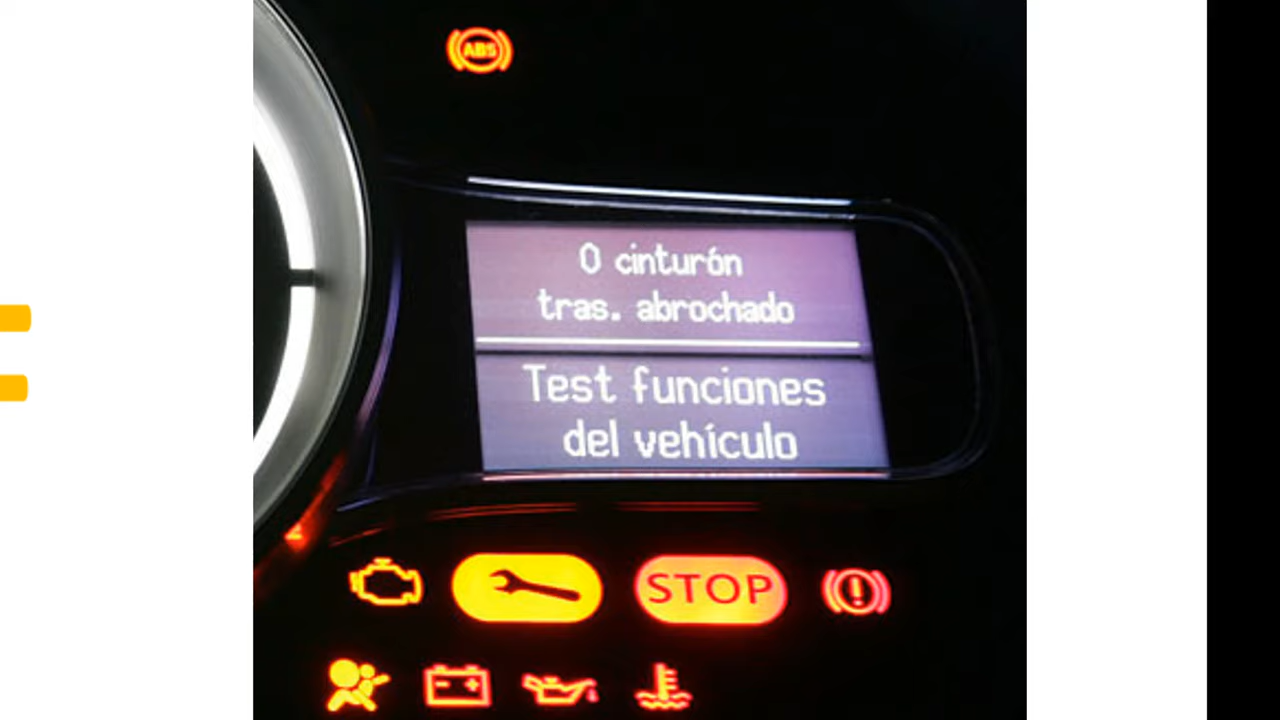 ABS
0 cinturón
tras. abrochado
Test funciones
del vehículo
STOP